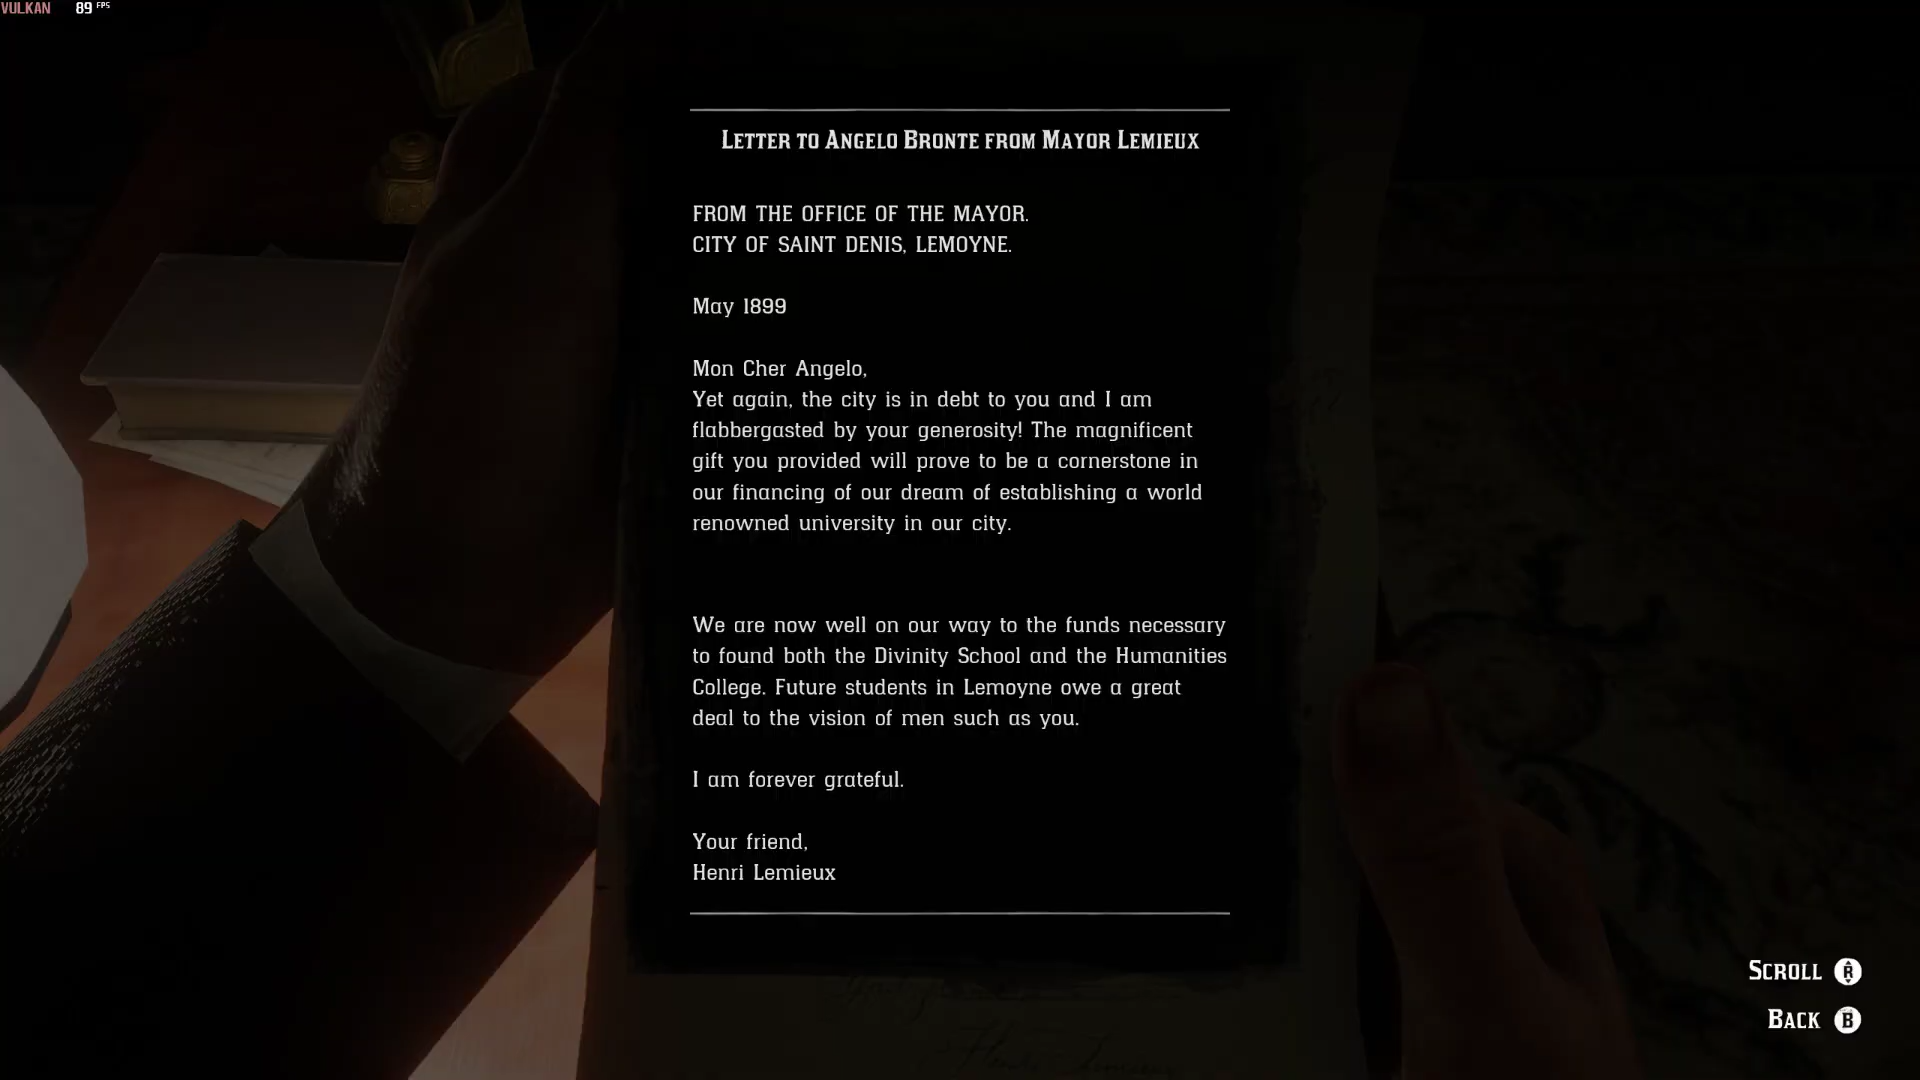 VULKAN 89 FPS
LETTER TO ANGELO BRONTE FROM MAYOR LEMIEUX
FROM THE OFFICE OF THE MAYOR.
CITY OF SAINT DENIS, LEMOYNE.
May 1899
Mon Cher Angelo,
Yet again, the city is in debt to you and I am
flabbergasted by your generosity! The magnificent
gift you provided will prove to be a cornerstone in
our financing of our dream of establishing a world
renowned university in our city.
We are now well on our way to the funds necessary
to found both the Divinity School and the Humanities
College. Future students in Lemoyne owe a great
deal to the vision of men such as you.
I am forever grateful.
Your friend,
Henri Lemieux
SCROLL R
BACK B